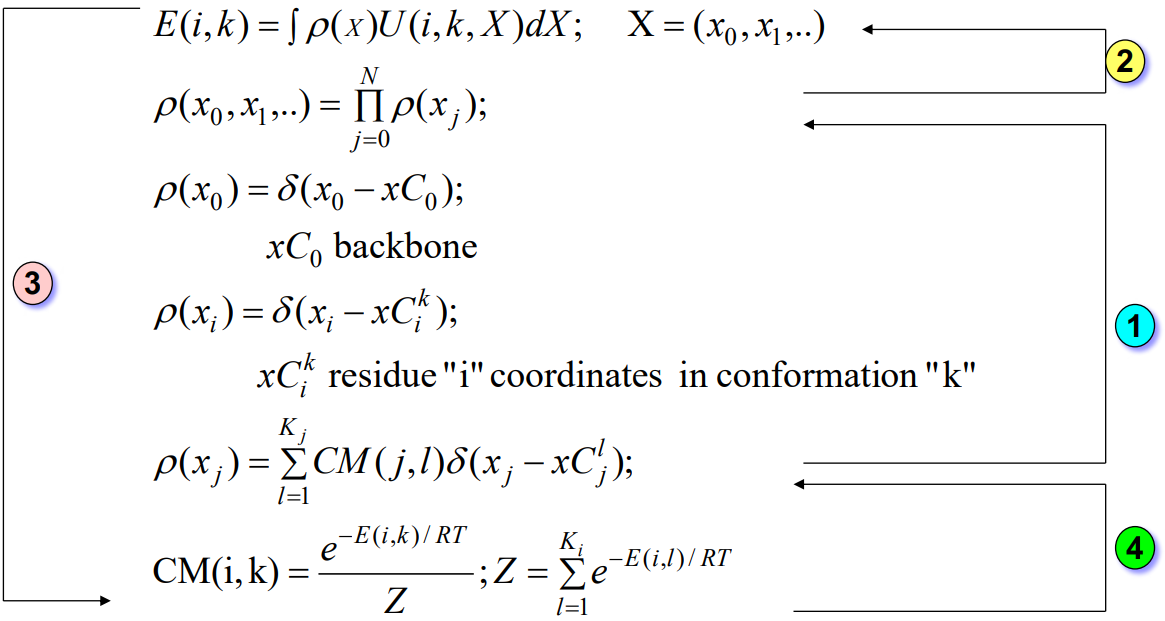 E(i,k) = ∫ρ(x)U(i,k,X)dX; X = (x₀,x₁,..)
2
ρ(x₀,x₁,..) = ∏_{j=0}^{N} ρ(x_j);
ρ(x₀) = δ(x₀ − xC₀);
xC₀ backbone
3
ρ(x_i) = δ(x_i − xC_i^k);
1
xC_i^k residue "i" coordinates in conformation "k"
ρ(x_j) = ∑_{l=1}^{K_j} CM(j,l)δ(x_j − xC_j^l);
4
CM(i,k) = e^{−E(i,k)/RT} / Z ; Z = ∑_{l=1}^{K_i} e^{−E(i,l)/RT}